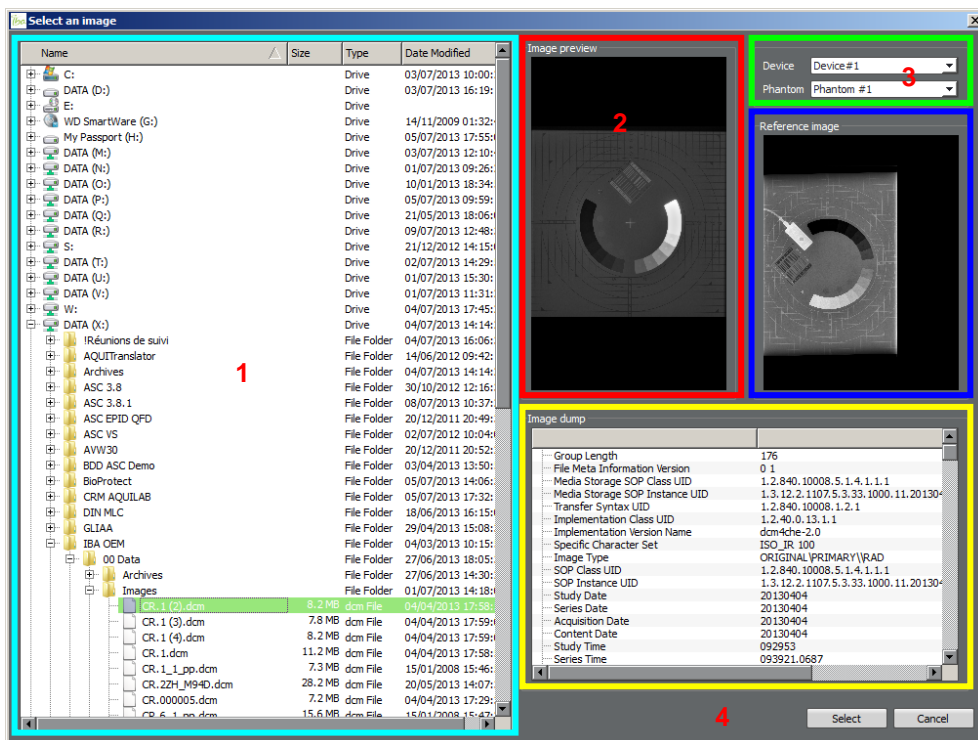 iba Select an image
Name Size Type Date Modified
C: Drive 03/07/2013 10:00:
DATA (D:) Drive 03/07/2013 16:19:
E: Drive
WD SmartWare (G:) Drive 14/11/2009 01:32:
My Passport (H:) Drive 05/07/2013 17:55:
DATA (M:) Drive 03/07/2013 12:10:
DATA (N:) Drive 01/07/2013 09:26:
DATA (O:) Drive 10/01/2013 18:34:
DATA (P:) Drive 05/07/2013 09:59:
DATA (Q:) Drive 21/05/2013 18:06:
DATA (R:) Drive 09/07/2013 12:48:
S: Drive 21/12/2012 14:15:
DATA (T:) Drive 02/07/2013 14:29:
DATA (U:) Drive 01/07/2013 15:30:
DATA (V:) Drive 01/07/2013 11:31:
W: Drive 04/07/2013 17:45:
DATA (X:) Drive 04/07/2013 14:14:
!Réunions de suivi File Folder 04/07/2013 16:06:
AQUITranslator File Folder 14/06/2012 09:42:
Archives File Folder 04/07/2013 14:14:
ASC 3.8 File Folder 30/10/2012 12:16:
ASC 3.8.1 File Folder 08/07/2013 10:37:
ASC EPID QFD File Folder 20/12/2011 20:49:
ASC VS File Folder 02/07/2012 10:04:
AVW30 File Folder 20/12/2011 20:52:
BDD ASC Demo File Folder 03/04/2013 13:50:
BioProtect File Folder 05/07/2013 14:06:
CRM AQUILAB File Folder 05/07/2013 17:32:
DIN MLC File Folder 18/06/2013 16:15:
GLIAA File Folder 29/04/2013 15:08:
IBA OEM File Folder 04/03/2013 10:15:
00 Data File Folder 27/06/2013 18:05:
Archives File Folder 27/06/2013 14:30:
Images File Folder 01/07/2013 14:18:
CR.1 (2).dcm 8.2 MB dcm File 04/04/2013 17:58:
CR.1 (3).dcm 7.8 MB dcm File 04/04/2013 17:59:
CR.1 (4).dcm 8.2 MB dcm File 04/04/2013 17:59:
CR.1.dcm 11.2 MB dcm File 04/04/2013 17:58:
CR.1_1_pp.dcm 7.3 MB dcm File 15/01/2008 15:46:
CR.2ZH_M94D.dcm 28.2 MB dcm File 20/05/2013 14:07:
CR.000005.dcm 7.2 MB dcm File 04/04/2013 17:29:
CR.6_1_pp.dcm 15.6 MB dcm File 15/01/2008 15:47:
1
Image preview
2
Device Device#1
3
Phantom Phantom #1
Reference image
Image dump
Group Length 176
File Meta Information Version 0 1
Media Storage SOP Class UID 1.2.840.10008.5.1.4.1.1.1
Media Storage SOP Instance UID 1.3.12.2.1107.5.3.33.1000.11.201304
Transfer Syntax UID 1.2.840.10008.1.2.1
Implementation Class UID 1.2.40.0.13.1.1
Implementation Version Name dcm4che-2.0
Specific Character Set ISO_IR 100
Image Type ORIGINAL\PRIMARY\\RAD
SOP Class UID 1.2.840.10008.5.1.4.1.1.1
SOP Instance UID 1.3.12.2.1107.5.3.33.1000.11.201304
Study Date 20130404
Series Date 20130404
Acquisition Date 20130404
Content Date 20130404
Study Time 092953
Series Time 093921.0687
4
Select Cancel